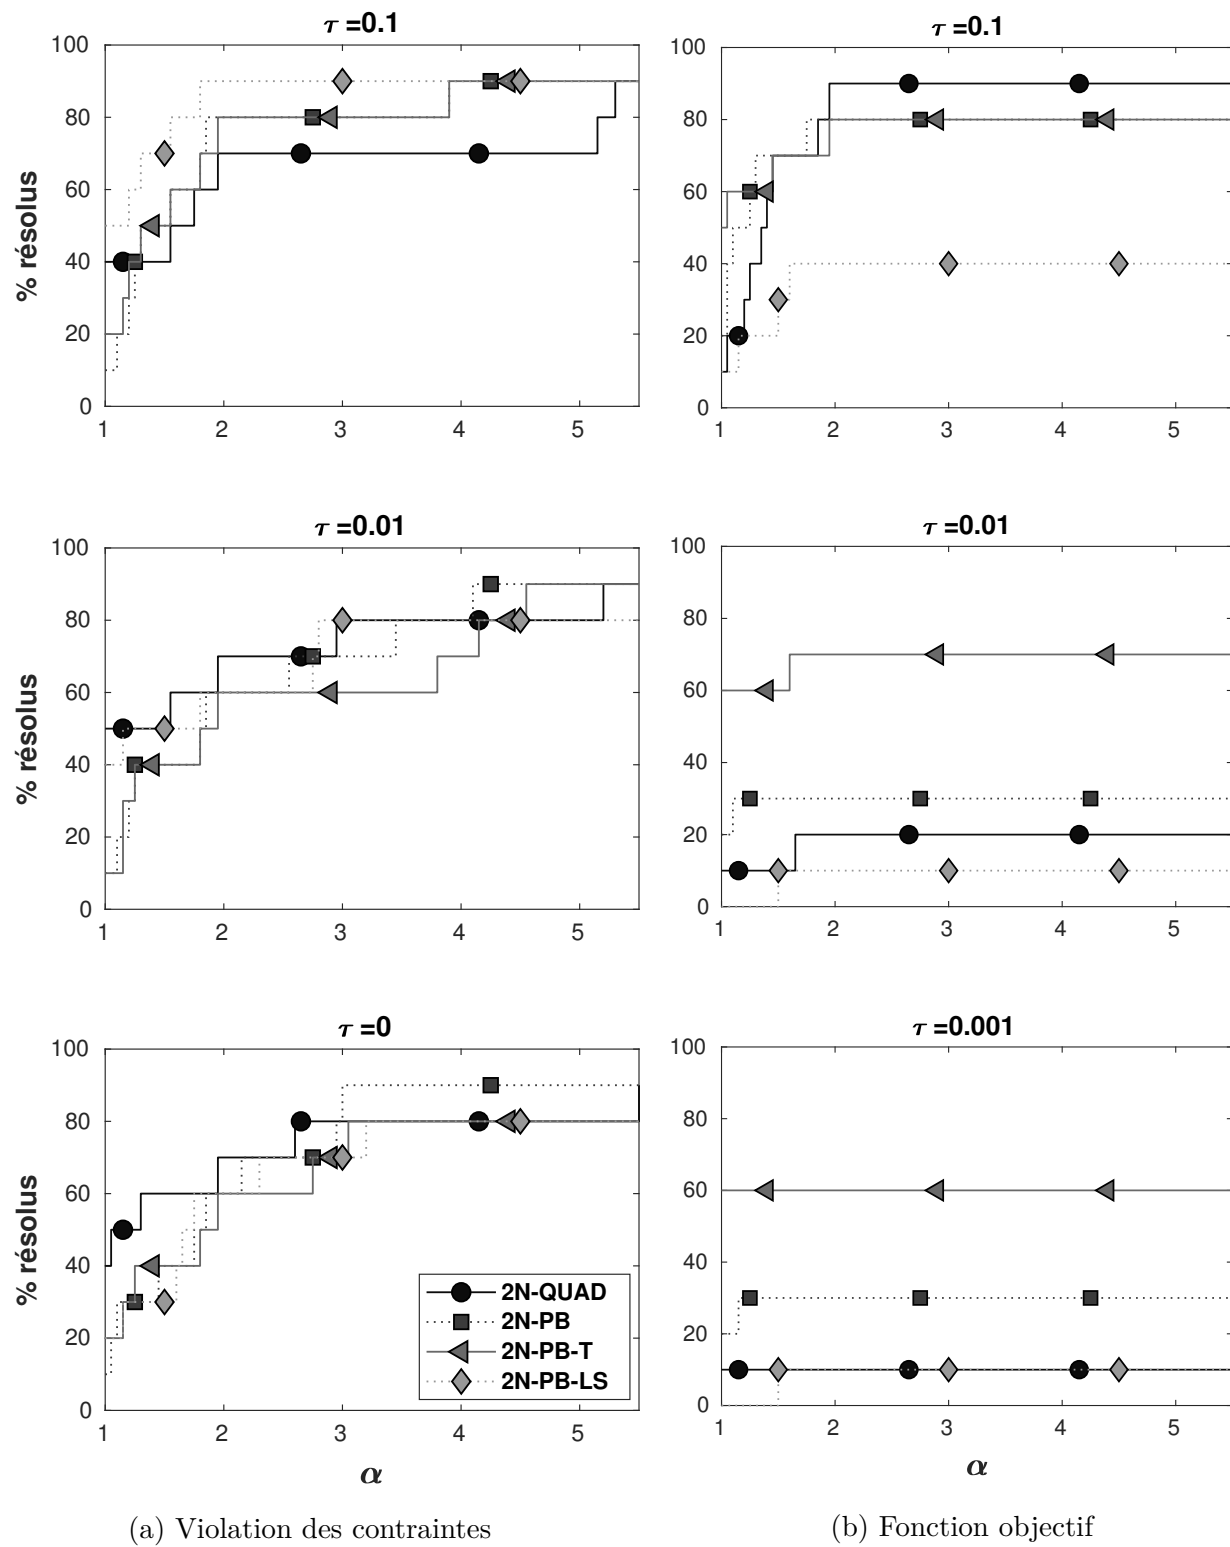 τ =0.1
% résolus
100
80
60
40
20
0
1 2 3 4 5
τ =0.1
100
80
60
40
20
0
1 2 3 4 5
τ =0.01
% résolus
100
80
60
40
20
0
1 2 3 4 5
τ =0.01
100
80
60
40
20
0
1 2 3 4 5
τ =0
% résolus
100
80
60
40
20
0
1 2 3 4 5
2N-QUAD
2N-PB
2N-PB-T
2N-PB-LS
α
(a) Violation des contraintes
τ =0.001
100
80
60
40
20
0
1 2 3 4 5
α
(b) Fonction objectif